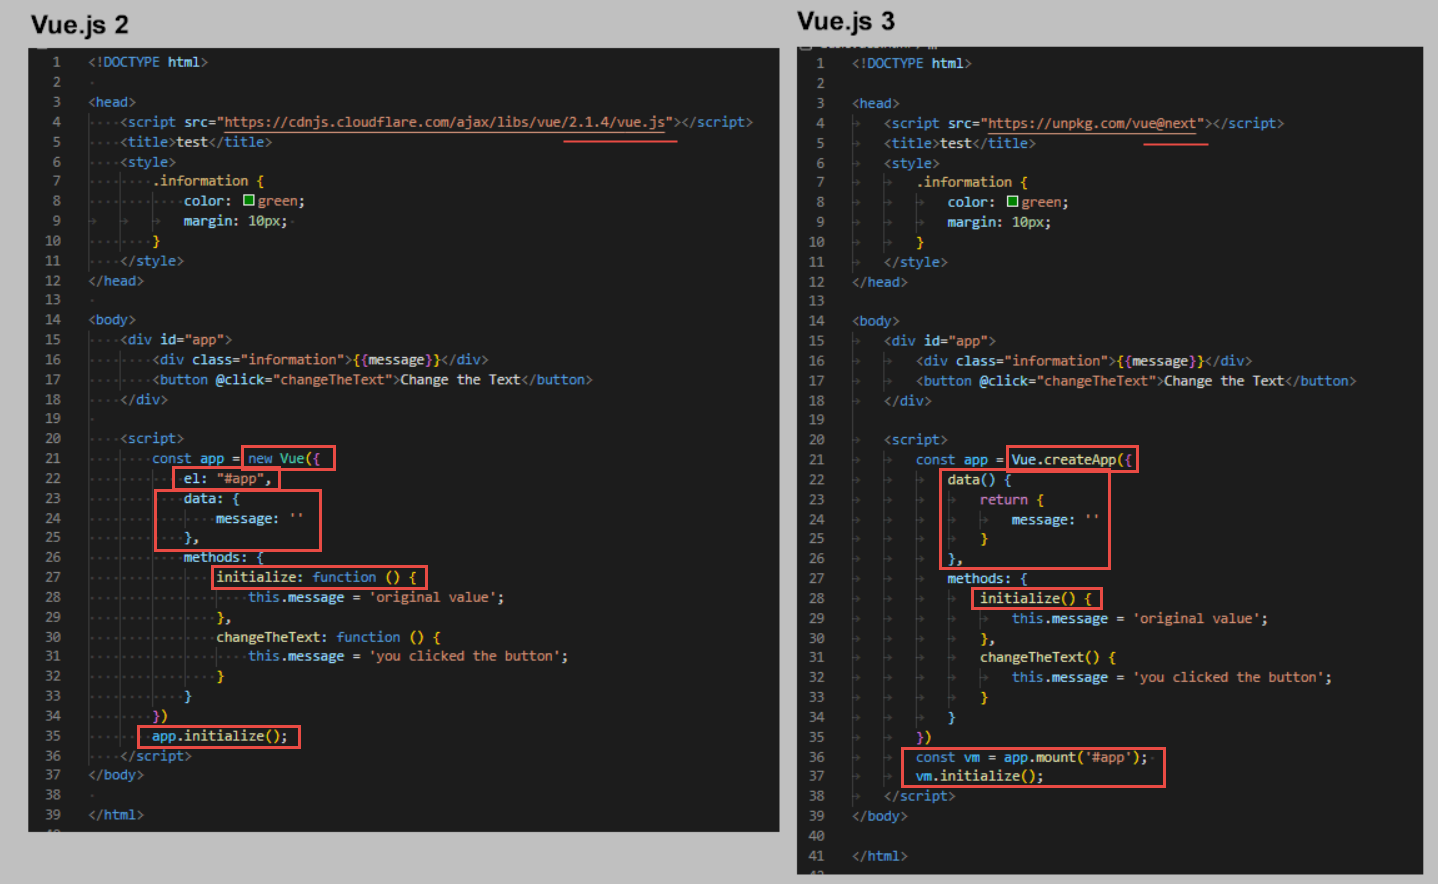 Vue.js 2
1 <!DOCTYPE html>
2
3 <head>
4 <script src="https://cdnjs.cloudflare.com/ajax/libs/vue/2.1.4/vue.js"></script>
5 <title>test</title>
6 <style>
7 .information {
8 color: green;
9 margin: 10px;
10 }
11 </style>
12 </head>
13
14 <body>
15 <div id="app">
16 <div class="information">{{message}}</div>
17 <button @click="changeTheText">Change the Text</button>
18 </div>
19
20 <script>
21 const app = new Vue({
22 el: "#app",
23 data: {
24 message: ''
25 },
26 methods: {
27 initialize: function () {
28 this.message = 'original value';
29 },
30 changeTheText: function () {
31 this.message = 'you clicked the button';
32 }
33 }
34 })
35 app.initialize();
36 </script>
37 </body>
38
39 </html>
Vue.js 3
1 <!DOCTYPE html>
2
3 <head>
4 <script src="https://unpkg.com/vue@next"></script>
5 <title>test</title>
6 <style>
7 .information {
8 color: green;
9 margin: 10px;
10 }
11 </style>
12 </head>
13
14 <body>
15 <div id="app">
16 <div class="information">{{message}}</div>
17 <button @click="changeTheText">Change the Text</button>
18 </div>
19
20 <script>
21 const app = Vue.createApp({
22 data() {
23 return {
24 message: ''
25 }
26 },
27 methods: {
28 initialize() {
29 this.message = 'original value';
30 },
31 changeTheText() {
32 this.message = 'you clicked the button';
33 }
34 }
35 })
36 const vm = app.mount('#app');
37 vm.initialize();
38 </script>
39 </body>
40
41 </html>